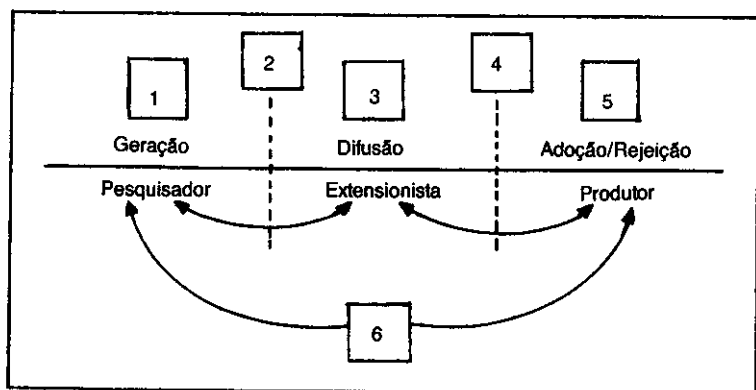 2 4
1 3 5
Geração Difusão Adoção/Rejeição
Pesquisador Extensionista Produtor
6